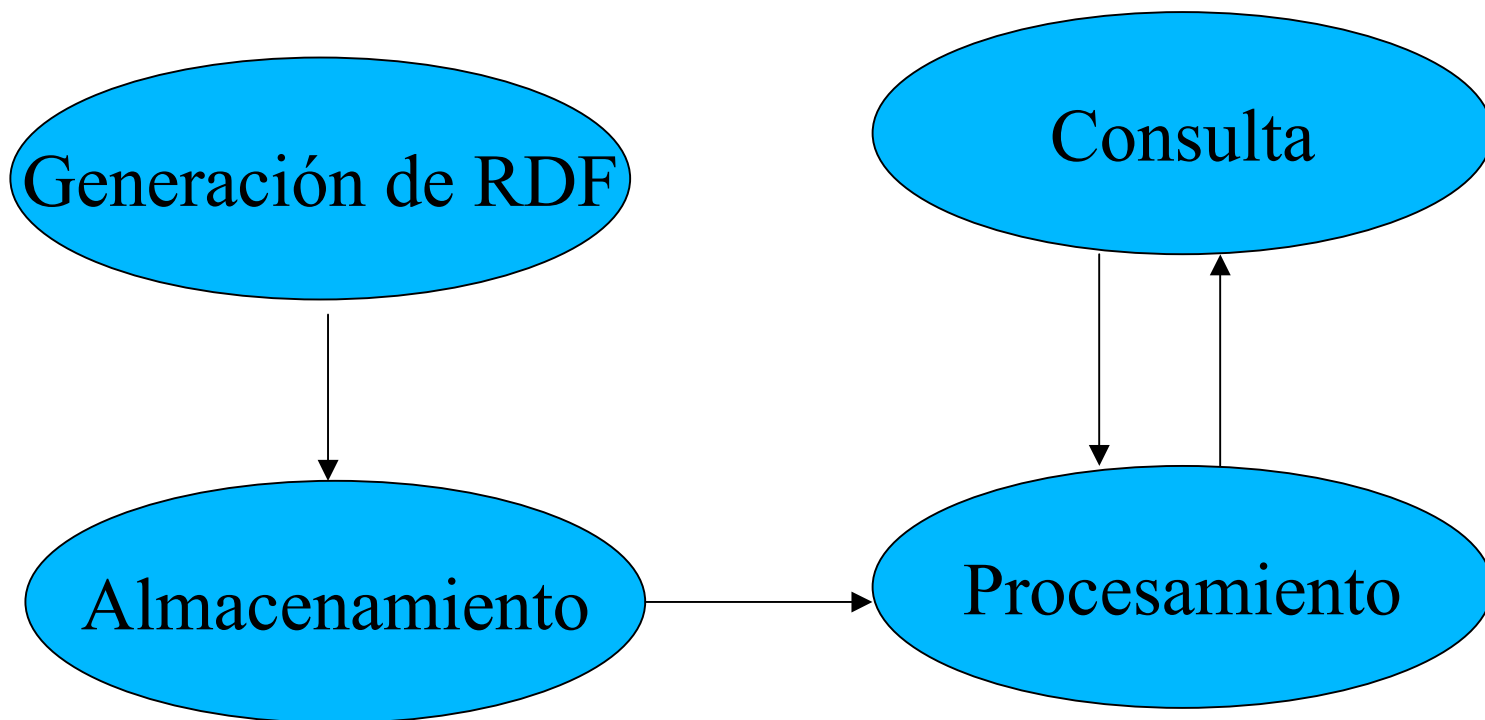 Generación de RDF
Consulta
Almacenamiento
Procesamiento